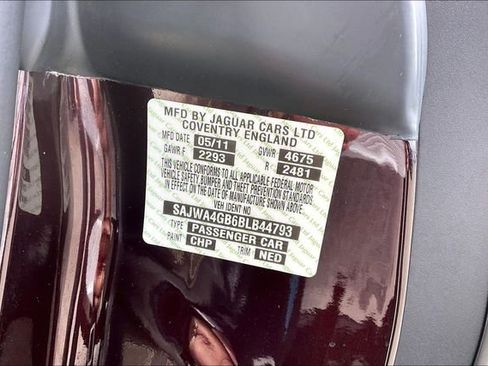 MFD BY JAGUAR CARS LTD
COVENTRY ENGLAND
MFD DATE 05/11 GVWR 4675
GAWR F 2293 R 2481
THIS VEHICLE CONFORMS TO ALL APPLICABLE FEDERAL MOTOR
VEHICLE SAFETY BUMPER AND THEFT PREVENTION STANDARDS
IN EFFECT ON THE DATE OF MANUFACTURE SHOWN ABOVE.
VEH IDENT NO
SAJWA4GB6BLB44793
TYPE PASSENGER CAR
PAINT CHP TRIM NED